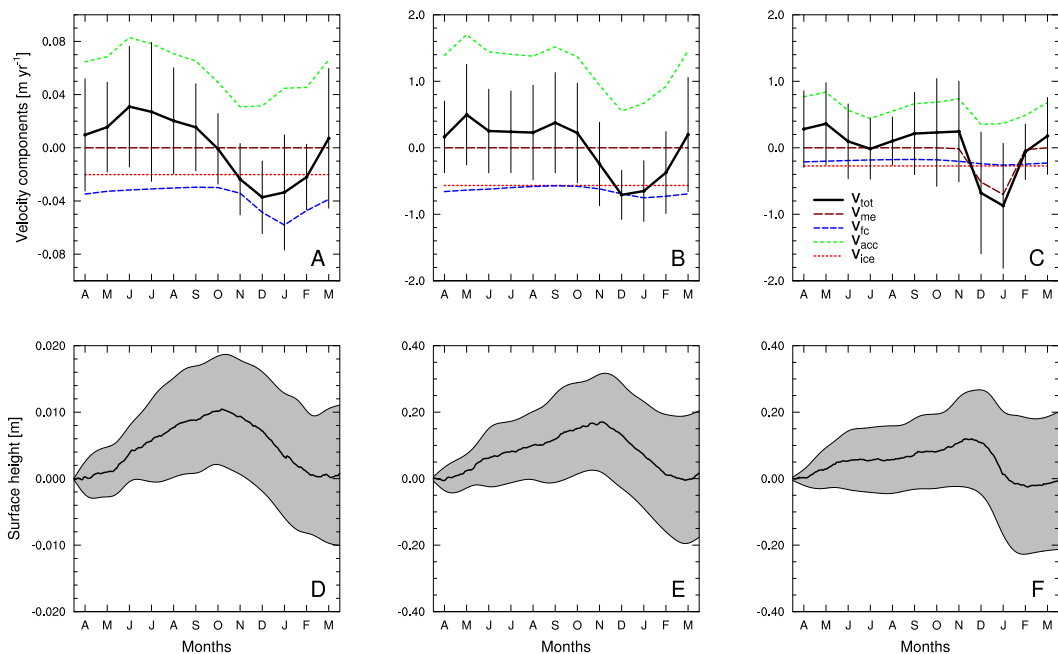 Velocity components [m yr-1]
0.08
0.04
0.00
-0.04
-0.08
A M J J A S O N D J F M
A
2.0
1.0
0.0
-1.0
-2.0
A M J J A S O N D J F M
B
2.0
1.0
0.0
-1.0
-2.0
A M J J A S O N D J F M
Vtot
Vme
Vfc
Vacc
Vice
C
Surface height [m]
0.020
0.010
0.000
-0.010
-0.020
A M J J A S O N D J F M
Months
D
0.40
0.20
0.00
-0.20
-0.40
A M J J A S O N D J F M
Months
E
0.40
0.20
0.00
-0.20
-0.40
A M J J A S O N D J F M
Months
F